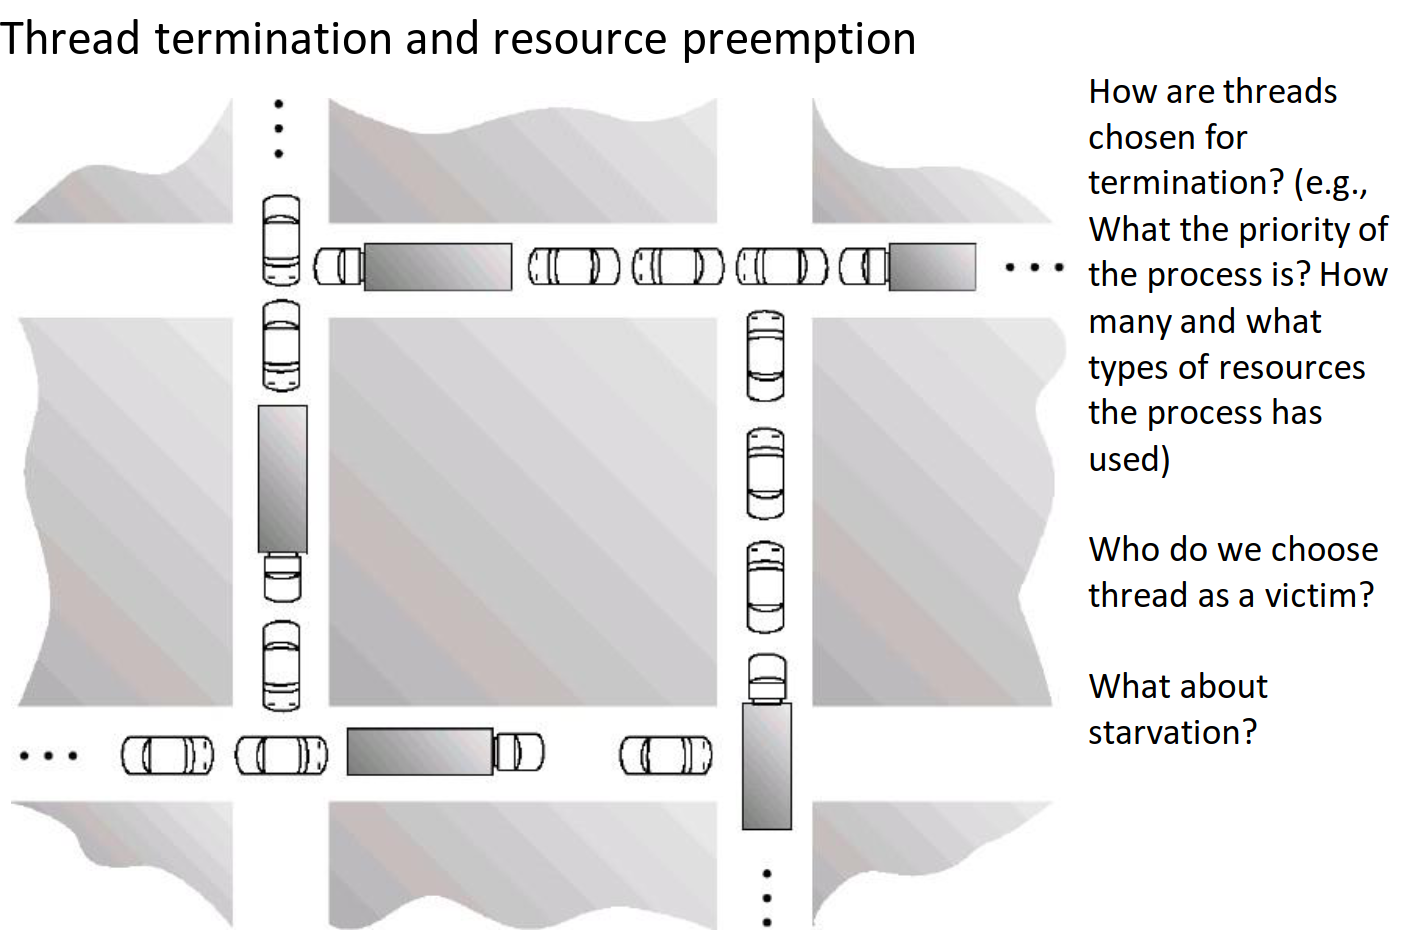 Thread termination and resource preemption
How are threads
chosen for
termination? (e.g.,
What the priority of
the process is? How
many and what
types of resources
the process has
used)
Who do we choose
thread as a victim?
What about
starvation?